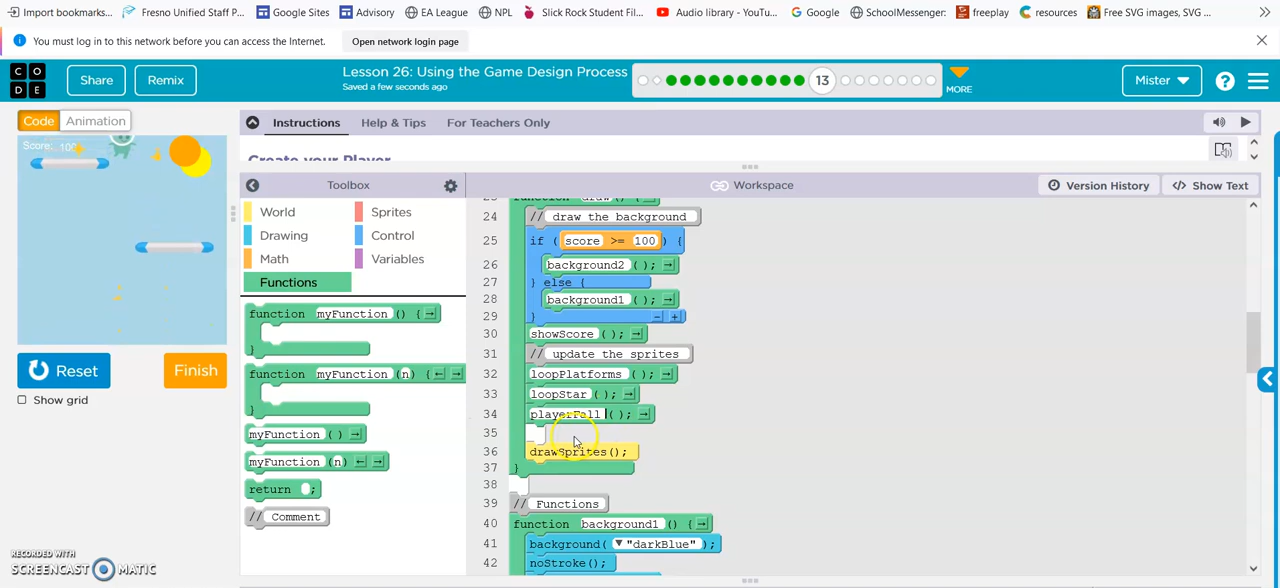 Import bookmarks... Fresno Unified Staff P... Google Sites Advisory EA League NPL Slick Rock Student Fil... Audio library - YouTu... Google SchoolMessenger: freeplay resources Free SVG images, SVG ...
You must log in to this network before you can access the Internet. Open network login page
C O D E
Share Remix
Lesson 26: Using the Game Design Process
Saved a few seconds ago
13
MORE
Mister
Code Animation
Instructions Help & Tips For Teachers Only
Create your Player
Score: 100
Toolbox
Workspace
Version History
</> Show Text
World Sprites
Drawing Control
Math Variables
Functions
function myFunction () {
}
function myFunction (n) {
}
myFunction ()
myFunction (n)
return ;
// Comment
function draw() {
24 // draw the background
25 if ( score >= 100 ) {
26 background2 ();
27 } else {
28 background1 ();
29 }
30 showScore ();
31 // update the sprites
32 loopPlatforms ();
33 loopStar ();
34 playerFall ();
35
36 drawSprites();
37 }
38
39 // Functions
40 function background1 () {
41 background( "darkBlue" );
42 noStroke();
Reset
Finish
Show grid
RECORDED WITH
SCREENCAST MATIC